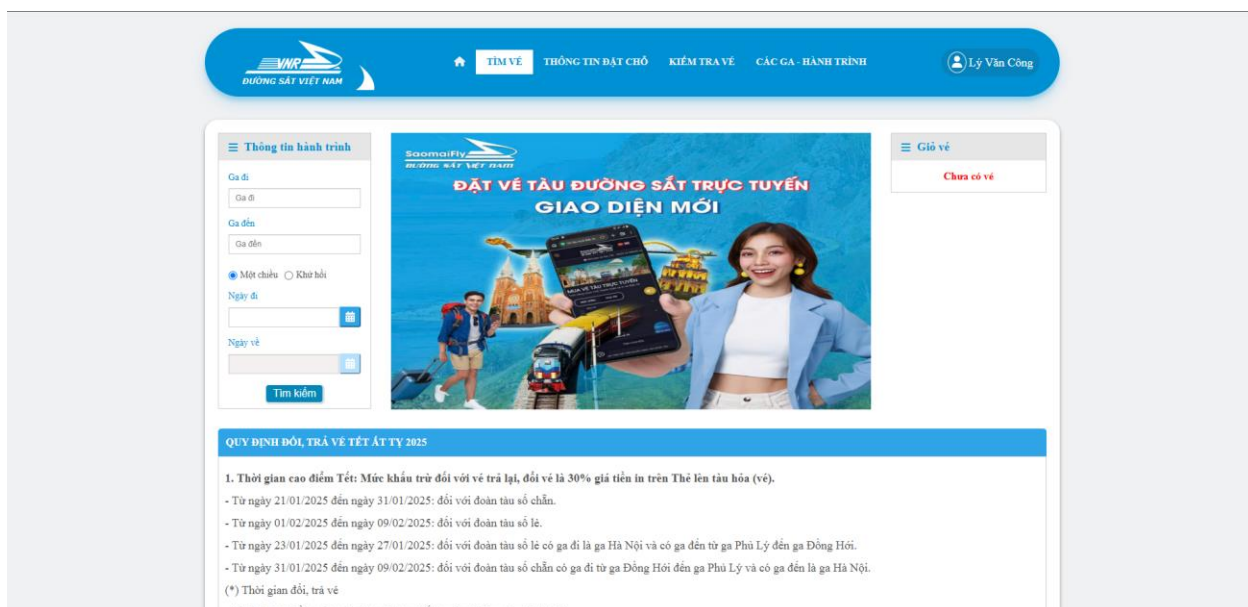 VNR
ĐƯỜNG SẮT VIỆT NAM
TÌM VÉ
THÔNG TIN ĐẶT CHỖ
KIỂM TRA VÉ
CÁC GA - HÀNH TRÌNH
Lý Văn Công
Thông tin hành trình
Ga đi
Ga đi
Ga đến
Ga đến
Một chiều Khứ hồi
Ngày đi
Ngày về
Tìm kiếm
SaomaiFly
ĐƯỜNG SẮT VIỆT NAM
ĐẶT VÉ TÀU ĐƯỜNG SẮT TRỰC TUYẾN
GIAO DIỆN MỚI
MUA VÉ TÀU TRỰC TUYẾN
Giỏ vé
Chưa có vé
QUY ĐỊNH ĐỔI, TRẢ VÉ TẾT ẤT TỴ 2025
1. Thời gian cao điểm Tết: Mức khấu trừ đối với vé trả lại, đổi vé là 30% giá tiền in trên Thẻ lên tàu hỏa (vé).
- Từ ngày 21/01/2025 đến ngày 31/01/2025: đối với đoàn tàu số chẵn.
- Từ ngày 01/02/2025 đến ngày 09/02/2025: đối với đoàn tàu số lẻ.
- Từ ngày 23/01/2025 đến ngày 27/01/2025: đối với đoàn tàu số lẻ có ga đi là ga Hà Nội và có ga đến từ ga Phủ Lý đến ga Đồng Hới.
- Từ ngày 31/01/2025 đến ngày 09/02/2025: đối với đoàn tàu số chẵn có ga đi từ ga Đồng Hới đến ga Phủ Lý và có ga đến là ga Hà Nội.
(*) Thời gian đổi, trả vé